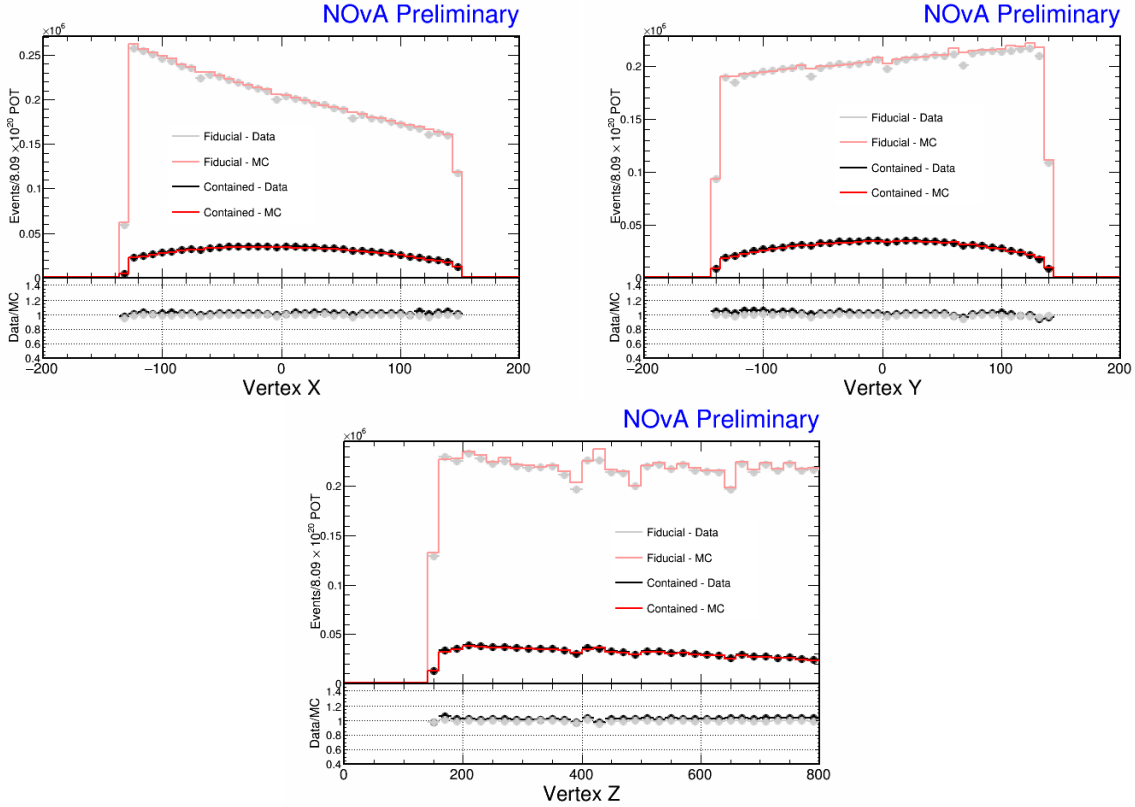 NOvA Preliminary
×10⁶
Events/8.09 × 10²⁰ POT
0.25
0.2
0.15
0.1
0.05
0
Fiducial - Data
Fiducial - MC
Contained - Data
Contained - MC
Data/MC
1.4
1.2
1.0
0.8
0.6
0.4
−200 −100 0 100 200
Vertex X
NOvA Preliminary
×10⁶
Events/8.09 × 10²⁰ POT
0.2
0.15
0.1
0.05
0
Fiducial - Data
Fiducial - MC
Contained - Data
Contained - MC
Data/MC
1.4
1.2
1.0
0.8
0.6
0.4
−200 −100 0 100 200
Vertex Y
NOvA Preliminary
×10⁶
Events/8.09 × 10²⁰ POT
0.2
0.15
0.1
0.05
0
Fiducial - Data
Fiducial - MC
Contained - Data
Contained - MC
Data/MC
1.4
1.2
1
0.8
0.6
0.4
0 200 400 600 800
Vertex Z